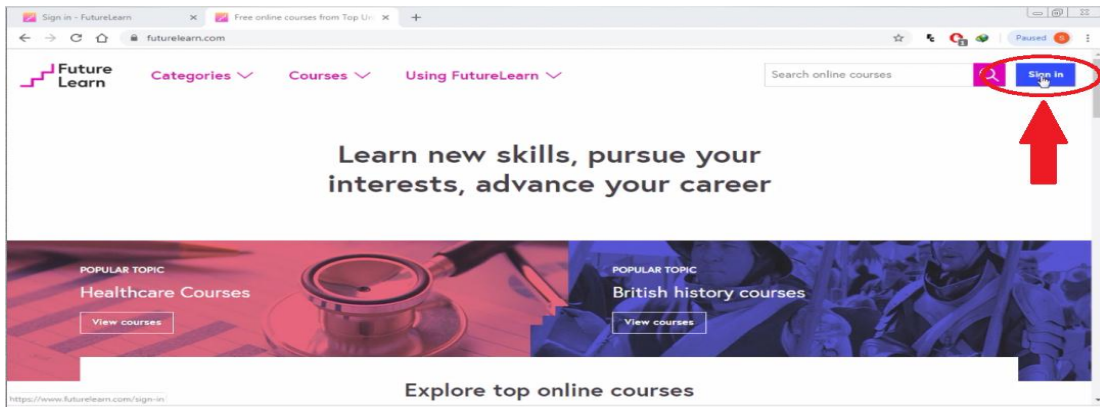 Sign in - FutureLearn
Free online courses from Top Uni
futurelearn.com
Paused
S
Future
Learn
Categories
Courses
Using FutureLearn
Search online courses
Sign in
Learn new skills, pursue your
interests, advance your career
POPULAR TOPIC
Healthcare Courses
View courses
POPULAR TOPIC
British history courses
View courses
Explore top online courses
https://www.futurelearn.com/sign-in